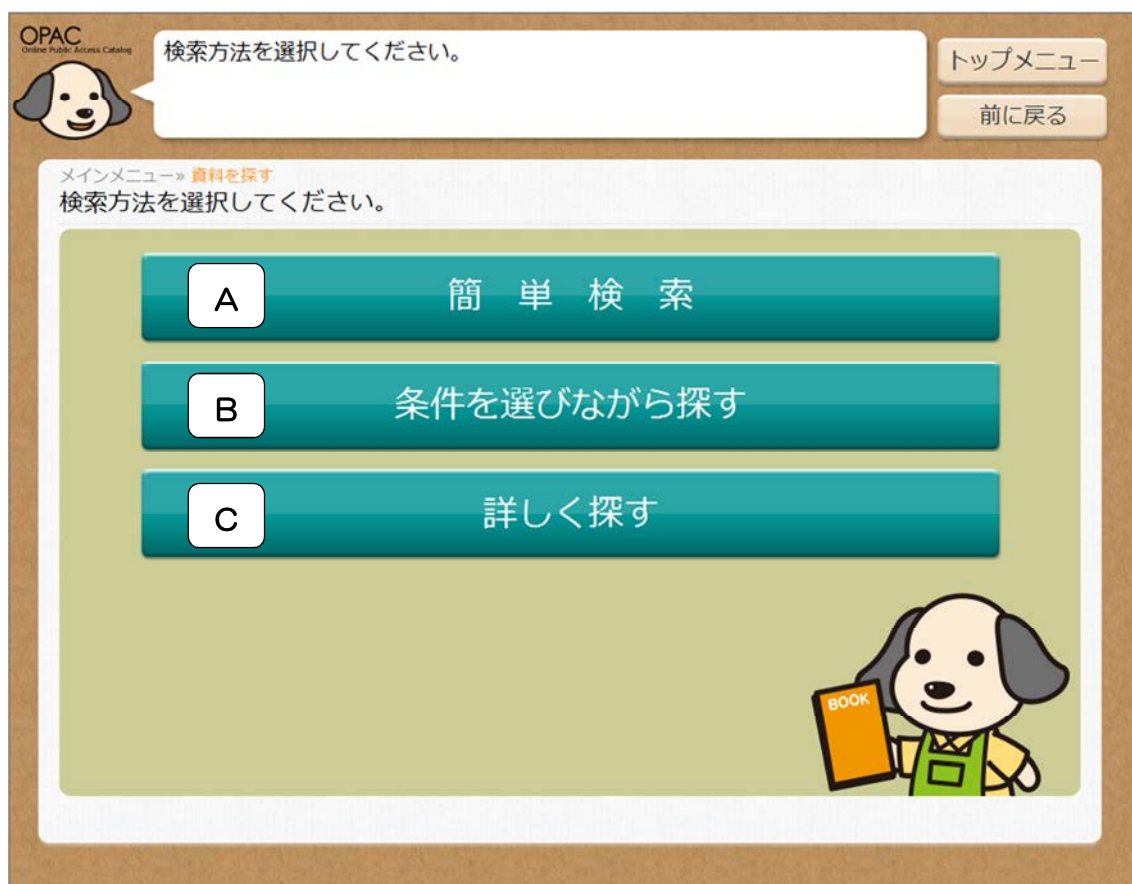 OPAC
Online Public Access Catalog
検索方法を選択してください。
トップメニュー
前に戻る
メインメニュー» 資料を探す
検索方法を選択してください。
A 簡 単 検 索
B 条件を選びながら探す
C 詳しく探す
BOOK